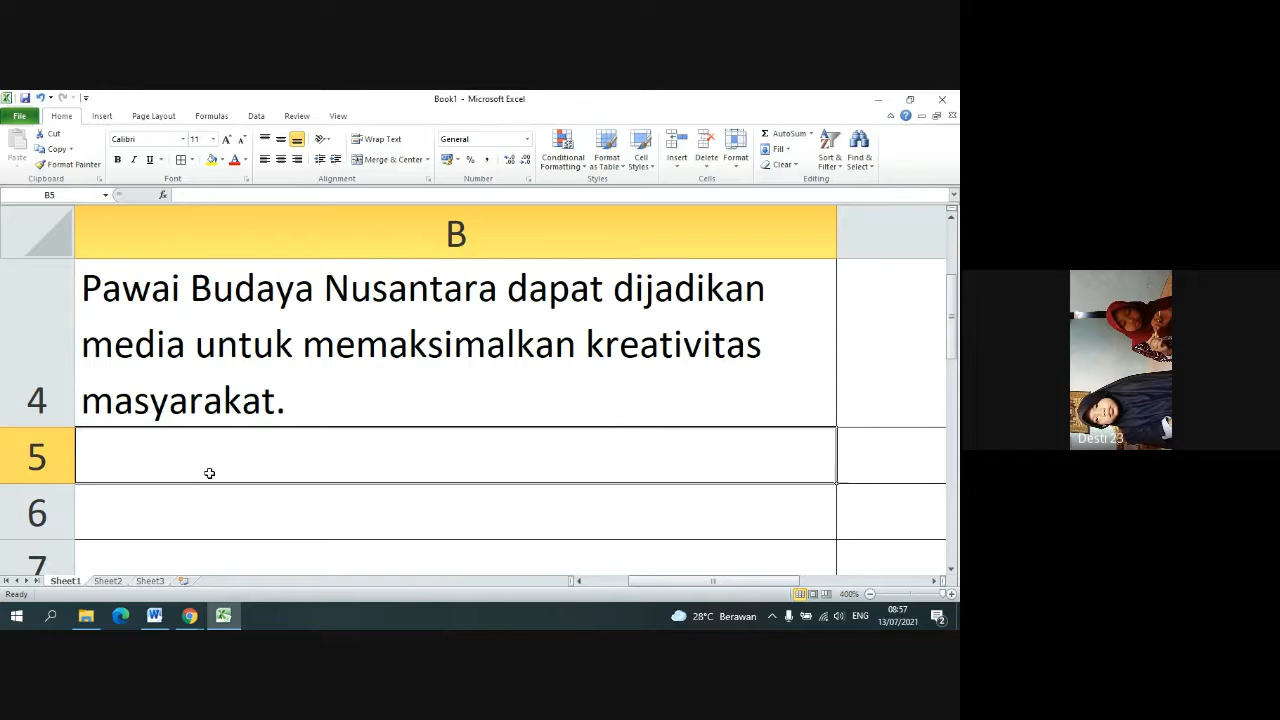 Book1 - Microsoft Excel
File Home Insert Page Layout Formulas Data Review View
Cut
Copy
Format Painter
Paste
Clipboard
Calibri 11
Font
Wrap Text
Merge & Center
Alignment
General
Number
Conditional Formatting
Format as Table
Cell Styles
Styles
Insert Delete Format
Cells
AutoSum
Fill
Clear
Sort & Filter
Find & Select
Editing
B5
fx
B
Pawai Budaya Nusantara dapat dijadikan
media untuk memaksimalkan kreativitas
4 masyarakat.
5
6
7
Sheet1 Sheet2 Sheet3
Ready
400%
28°C Berawan
ENG
08:57
13/07/2021
2
Desti 23